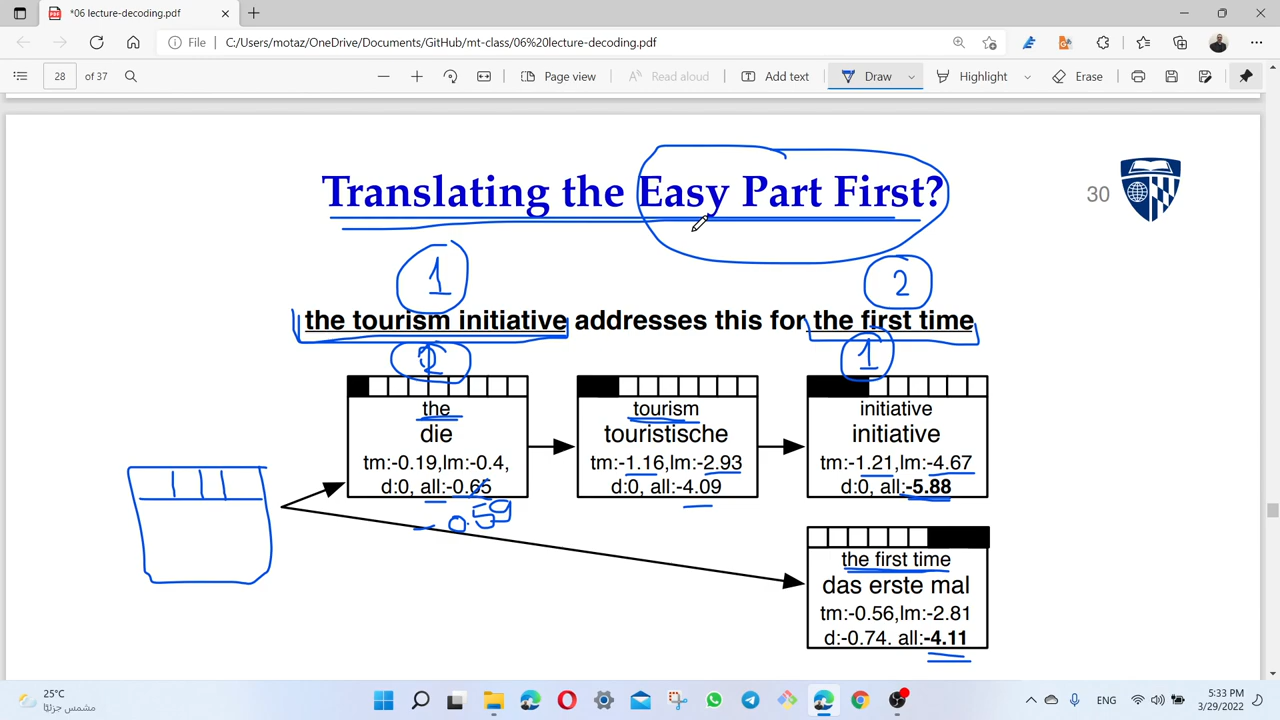 *06 lecture-decoding.pdf
File C:/Users/motaz/OneDrive/Documents/GitHub/mt-class/06%20lecture-decoding.pdf
28 of 37 Page view Read aloud Add text Draw Highlight Erase
Translating the Easy Part First?
30
1
2
the tourism initiative addresses this for the first time
2
1
the
die
tm:-0.19,lm:-0.4,
d:0, all:-0.65
- 0.59
tourism
touristische
tm:-1.16,lm:-2.93
d:0, all:-4.09
initiative
initiative
tm:-1.21,lm:-4.67
d:0, all:-5.88
the first time
das erste mal
tm:-0.56,lm:-2.81
d:-0.74. all:-4.11
25°C
مشمس جزئيًا
ENG
5:33 PM
3/29/2022